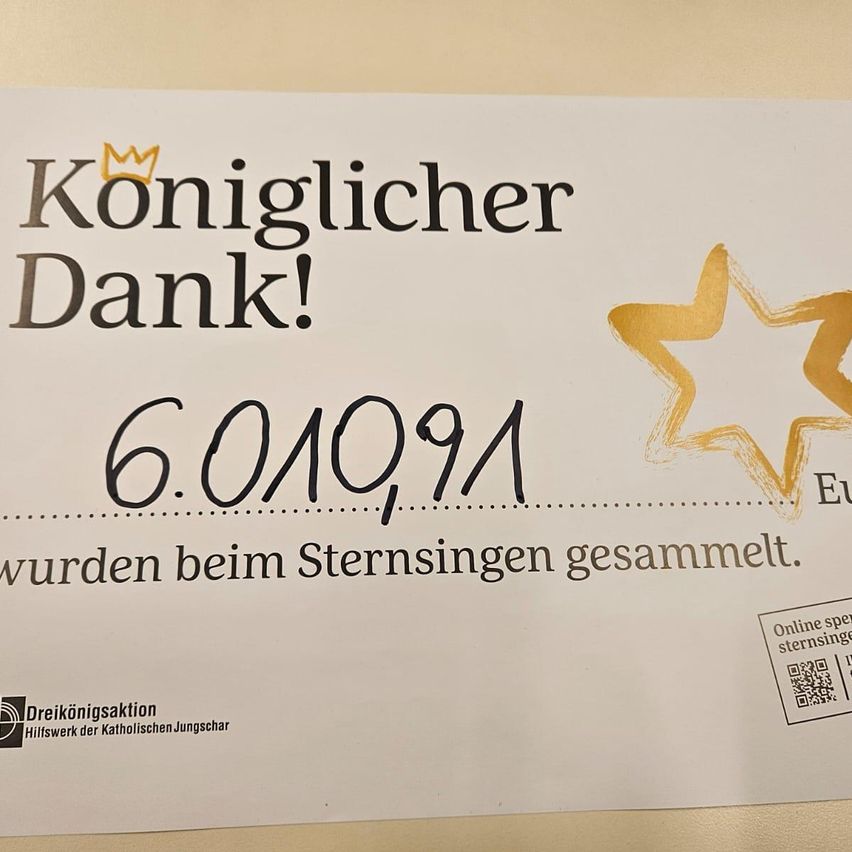 Königlicher
Dank!
6.010,91
Eu
wurden beim Sternsingen gesammelt.
Online spe
sternsinge
Dreikönigsaktion
Hilfswerk der Katholischen Jungschar